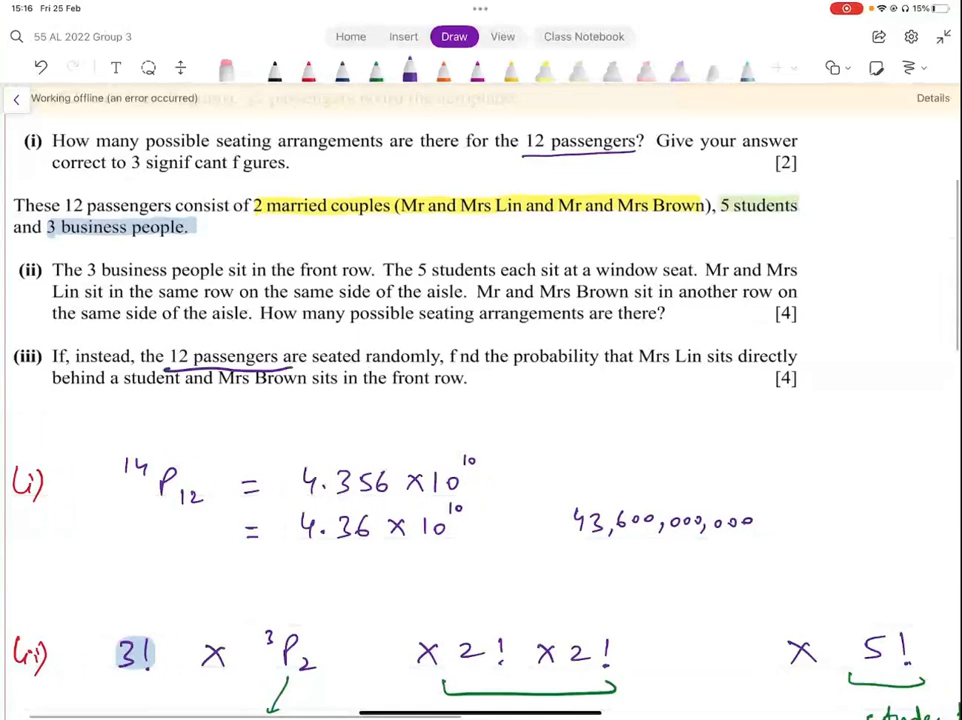 15:16 Fri 25 Feb
15%
55 AL 2022 Group 3
Home Insert Draw View Class Notebook
Working offline (an error occurred)
Details
(i) How many possible seating arrangements are there for the 12 passengers? Give your answer
correct to 3 signif cant f gures. [2]
These 12 passengers consist of 2 married couples (Mr and Mrs Lin and Mr and Mrs Brown), 5 students
and 3 business people.
(ii) The 3 business people sit in the front row. The 5 students each sit at a window seat. Mr and Mrs
Lin sit in the same row on the same side of the aisle. Mr and Mrs Brown sit in another row on
the same side of the aisle. How many possible seating arrangements are there? [4]
(iii) If, instead, the 12 passengers are seated randomly, f nd the probability that Mrs Lin sits directly
behind a student and Mrs Brown sits in the front row. [4]
(i) ¹⁴P₁₂ = 4.356 × 10¹⁰
= 4.36 × 10¹⁰ 43,600,000,000
(ii) 3! × ³P₂ × 2! × 2! × 5!